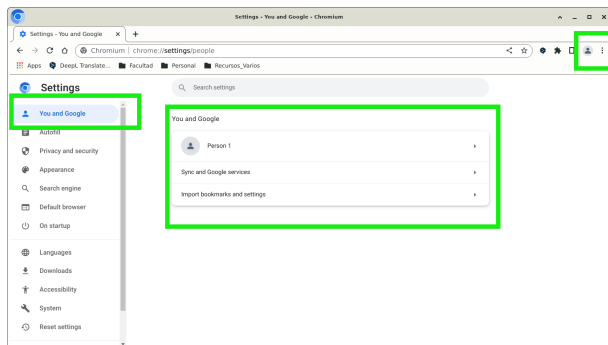 Settings - You and Google - Chromium
Settings - You and Google
Chromium | chrome://settings/people
Apps DeepL Translate... Facultad Personal Recursos_Varios
Settings
Search settings
You and Google
Autofill
Privacy and security
Appearance
Search engine
Default browser
On startup
Languages
Downloads
Accessibility
System
Reset settings
You and Google
Person 1
Sync and Google services
Import bookmarks and settings